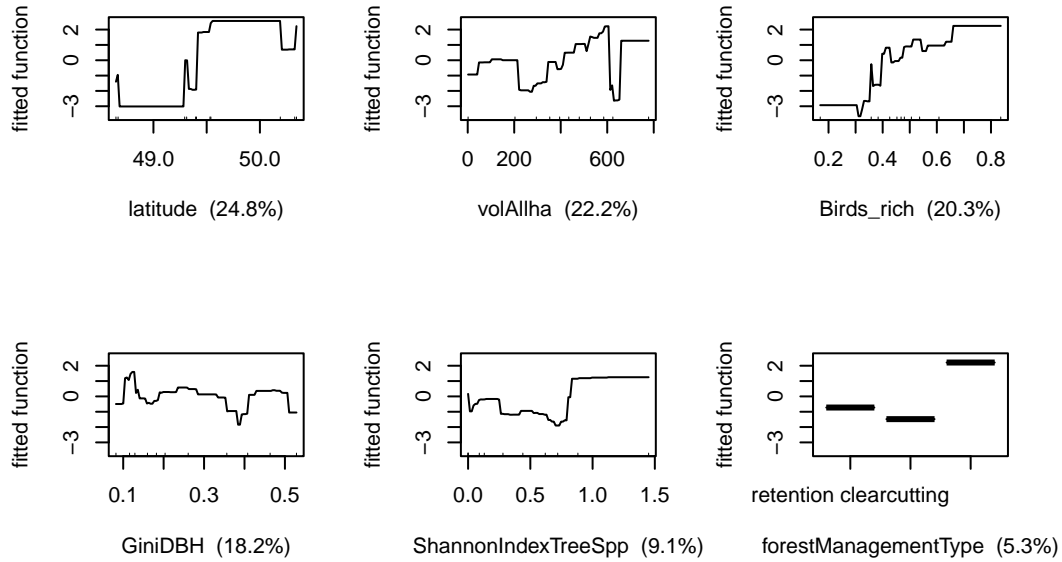 fitted function
2
0
−3
49.0 50.0
latitude (24.8%)
fitted function
2
0
−3
0 200 600
volAllha (22.2%)
fitted function
2
0
−3
0.2 0.4 0.6 0.8
Birds_rich (20.3%)
fitted function
2
0
−3
0.1 0.3 0.5
GiniDBH (18.2%)
fitted function
2
0
−3
0.0 0.5 1.0 1.5
ShannonIndexTreeSpp (9.1%)
fitted function
2
0
−3
retention clearcutting
forestManagementType (5.3%)